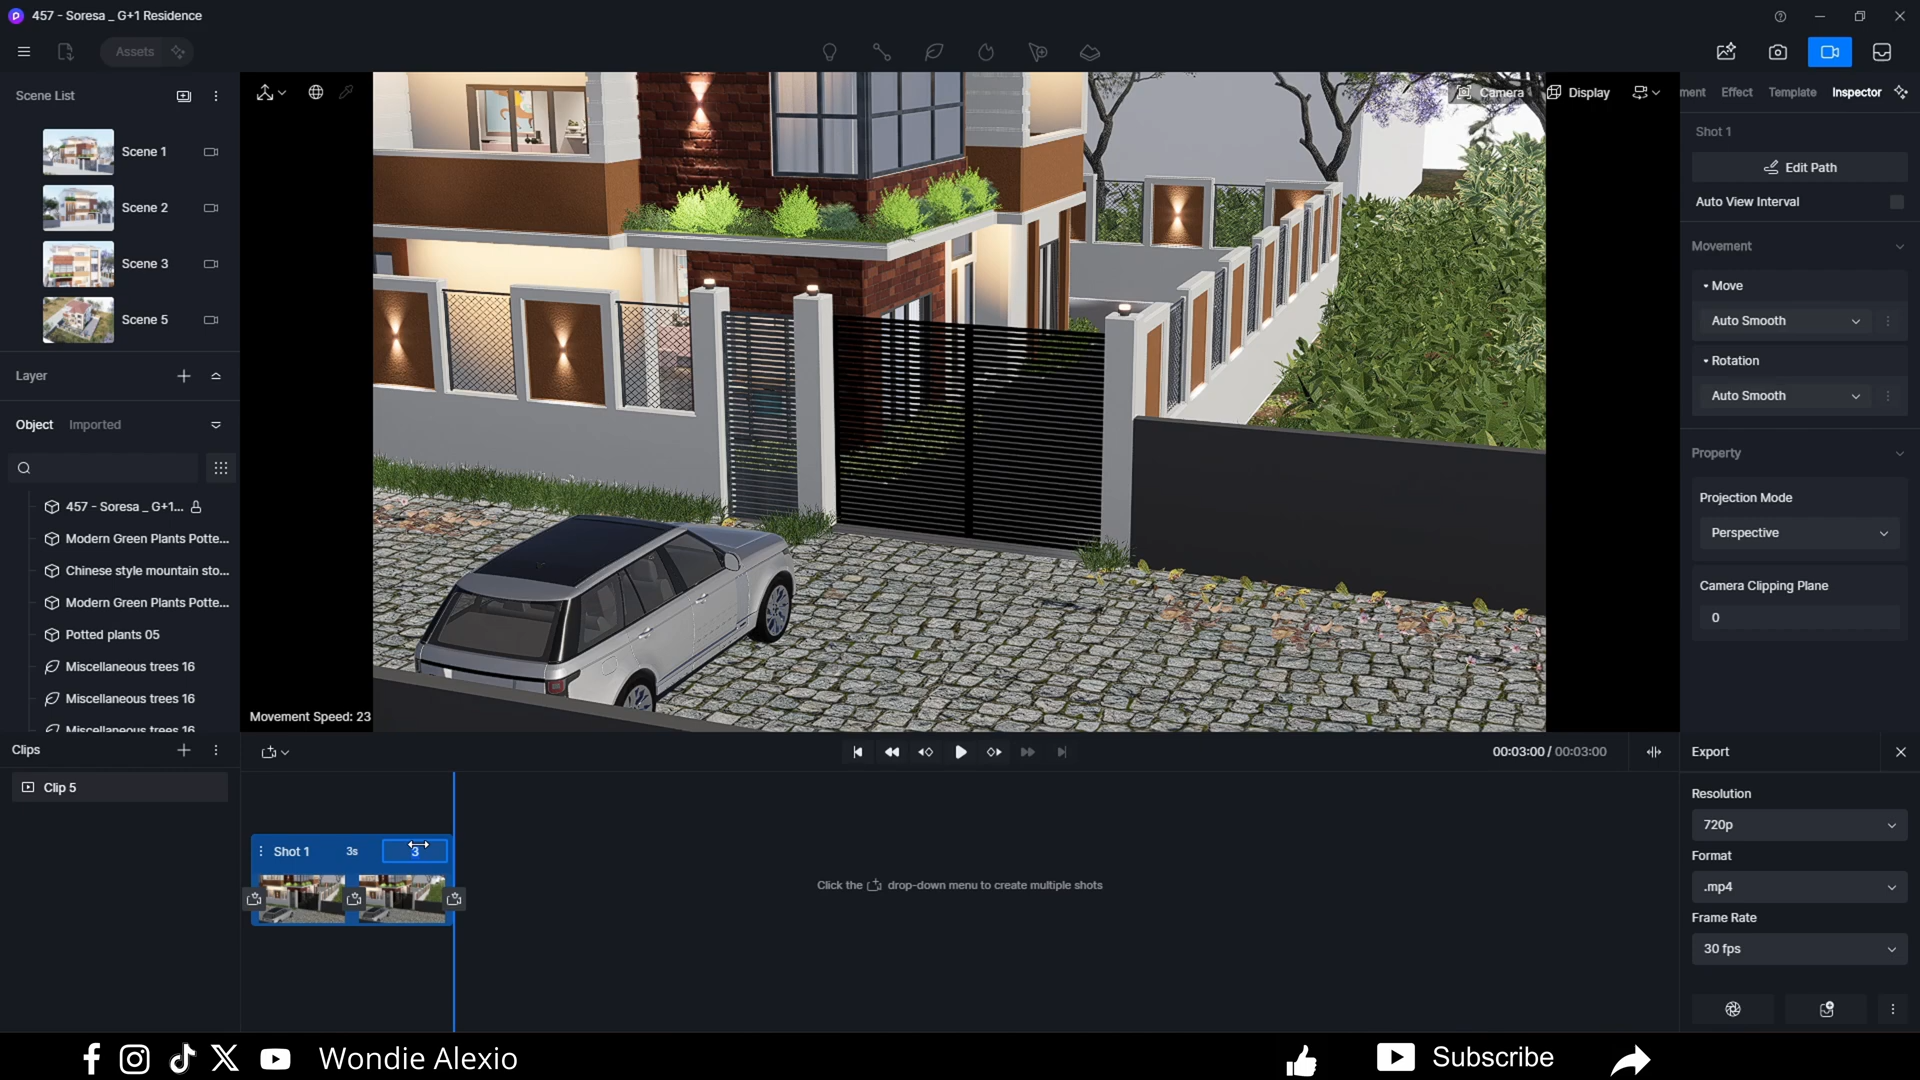 457 - Soresa _ G+1 Residence
Assets
Scene List
Scene 1
Scene 2
Scene 3
Scene 5
Layer
Object Imported
457 - Soresa _ G+1...
Modern Green Plants Potte...
Chinese style mountain sto...
Modern Green Plants Potte...
Potted plants 05
Miscellaneous trees 16
Miscellaneous trees 16
Miscellaneous trees 16
Camera
Display
Movement Speed: 23
ment Effect Template Inspector
Shot 1
Edit Path
Auto View Interval
Movement
Move
Auto Smooth
Rotation
Auto Smooth
Property
Projection Mode
Perspective
Camera Clipping Plane
0
Clips
Clip 5
00:03:00 / 00:03:00
Shot 1 3s 3
Click the drop-down menu to create multiple shots
Export
Resolution
720p
Format
.mp4
Frame Rate
30 fps
Wondie Alexio
Subscribe